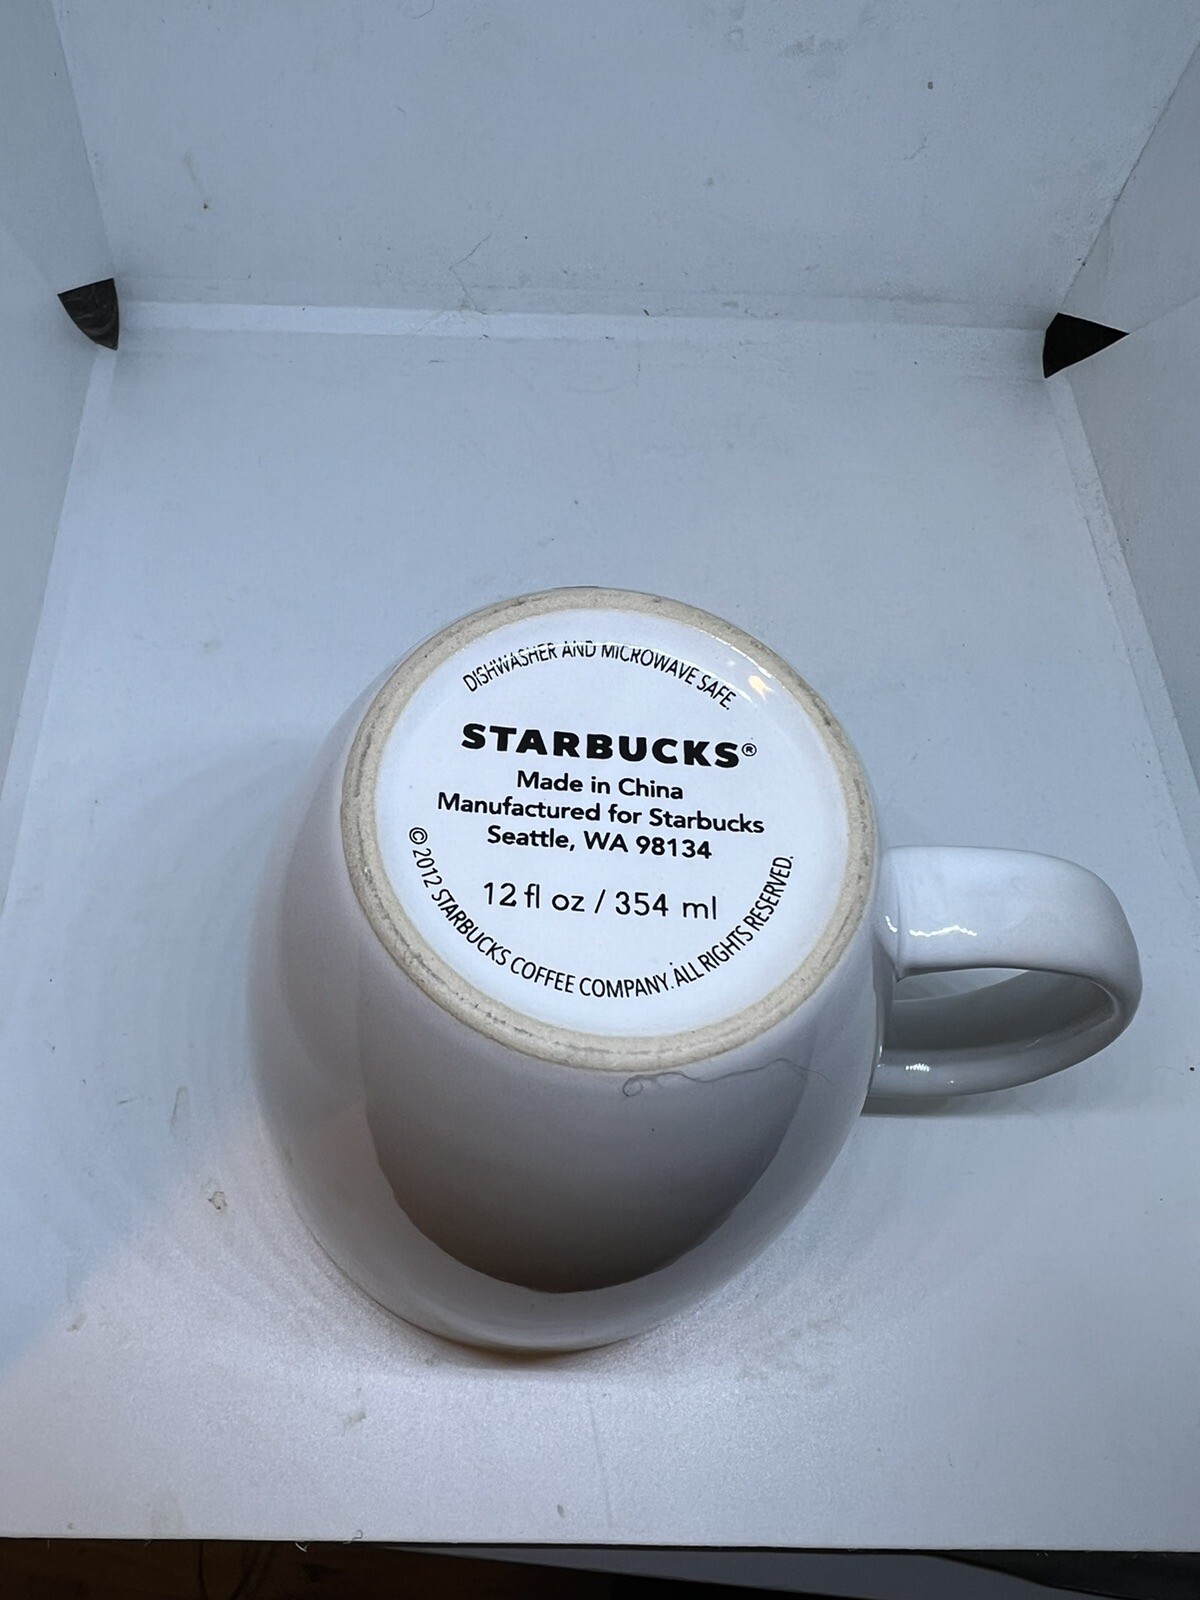 DISHWASHER AND MICROWAVE SAFE.
STARBUCKS®
Made in China
Manufactured for Starbucks
Seattle, WA 98134
12 fl oz / 354 ml
© 2012 STARBUCKS COFFEE COMPANY. ALL RIGHTS RESERVED.